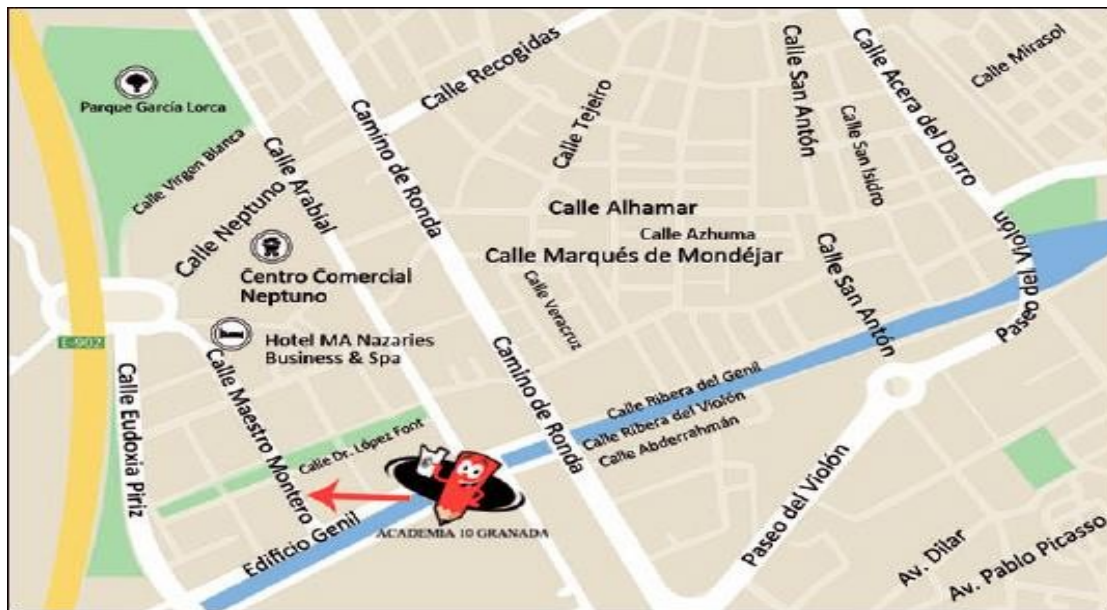 Parque García Lorca
Calle Virgen Blanca
Calle Neptuno
Calle Arabial
Centro Comercial
Neptuno
Hotel MA Nazaries
Business & Spa
E-902
Calle Eudoxia Piriz
Calle Maestro Montero
Calle Dr. López Font
Edificio Genil
ACADEMIA 10 GRANADA
Camino de Ronda
Calle Recogidas
Calle Tejeiro
Calle Alhamar
Calle Azhuma
Calle Marqués de Mondéjar
Calle Veracruz
Camino de Ronda
Calle San Antón
Calle San Isidro
Calle Acera del Darro
Calle Mirasol
Calle San Antón
Paseo del Violón
Calle Ribera del Genil
Calle Ribera del Violón
Calle Abderrahmán
Paseo del Violón
Av. Dílar
Av. Pablo Picasso